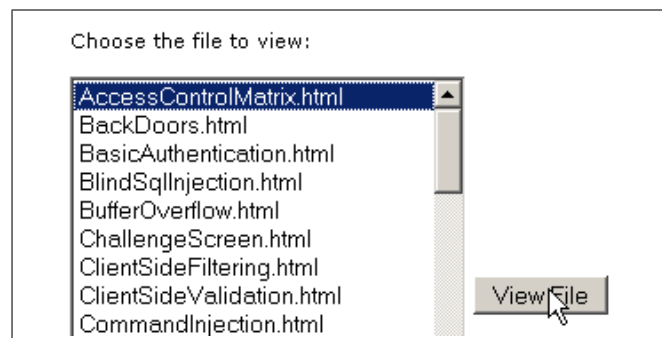 Choose the file to view:
AccessControlMatrix.html
BackDoors.html
BasicAuthentication.html
BlindSqlInjection.html
BufferOverflow.html
ChallengeScreen.html
ClientSideFiltering.html
ClientSideValidation.html
View File
CommandInjection.html